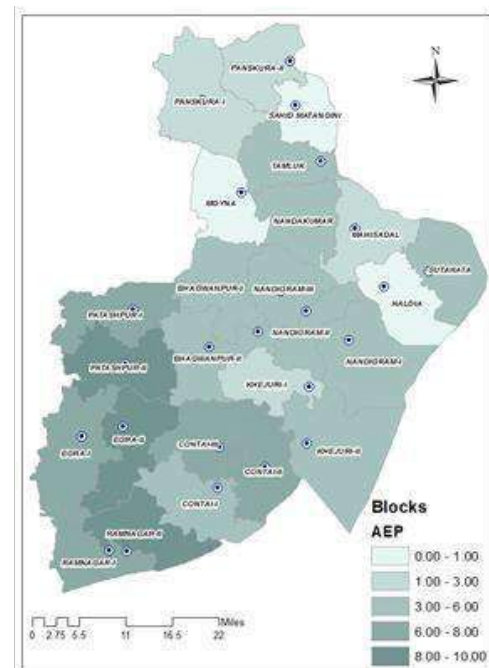 N
PANSKURA-II
PANSKURA-I
SAHID MATANGINI
TAMLUK
MOYNA
NANDAKUMAR
MAHISADAL
SUTAHATA
HALDIA
BHAGWANPUR-I
NANDIGRAM-III
PATASHPUR-I
NANDIGRAM-II
BHAGWANPUR-II
NANDIGRAM-I
PATASHPUR-II
KHEJURI-I
EGRA-II
EGRA-I
CONTAI-III
KHEJURI-II
CONTAI-II
CONTAI-I
RAMNAGAR-II
RAMNAGAR-I
Blocks
AEP
0.00 - 1.00
1.00 - 3.00
3.00 - 6.00
6.00 - 8.00
8.00 - 10.00
Miles
0 2.75 5.5 11 16.5 22